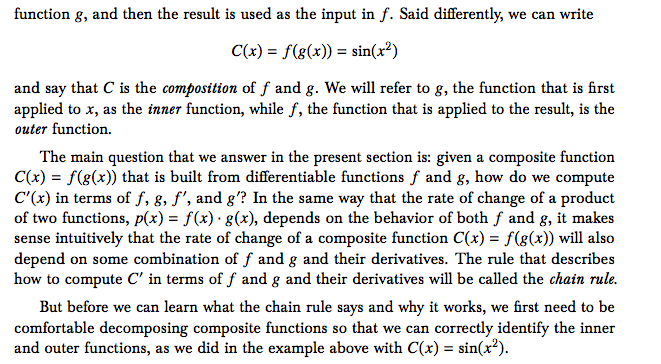 function g, and then the result is used as the input in f. Said differently, we can write
C(x) = f(g(x)) = sin(x²)
and say that C is the composition of f and g. We will refer to g, the function that is first
applied to x, as the inner function, while f, the function that is applied to the result, is the
outer function.
The main question that we answer in the present section is: given a composite function
C(x) = f(g(x)) that is built from differentiable functions f and g, how do we compute
C′(x) in terms of f, g, f′, and g′? In the same way that the rate of change of a product
of two functions, p(x) = f(x) · g(x), depends on the behavior of both f and g, it makes
sense intuitively that the rate of change of a composite function C(x) = f(g(x)) will also
depend on some combination of f and g and their derivatives. The rule that describes
how to compute C′ in terms of f and g and their derivatives will be called the chain rule.
But before we can learn what the chain rule says and why it works, we first need to be
comfortable decomposing composite functions so that we can correctly identify the inner
and outer functions, as we did in the example above with C(x) = sin(x²).